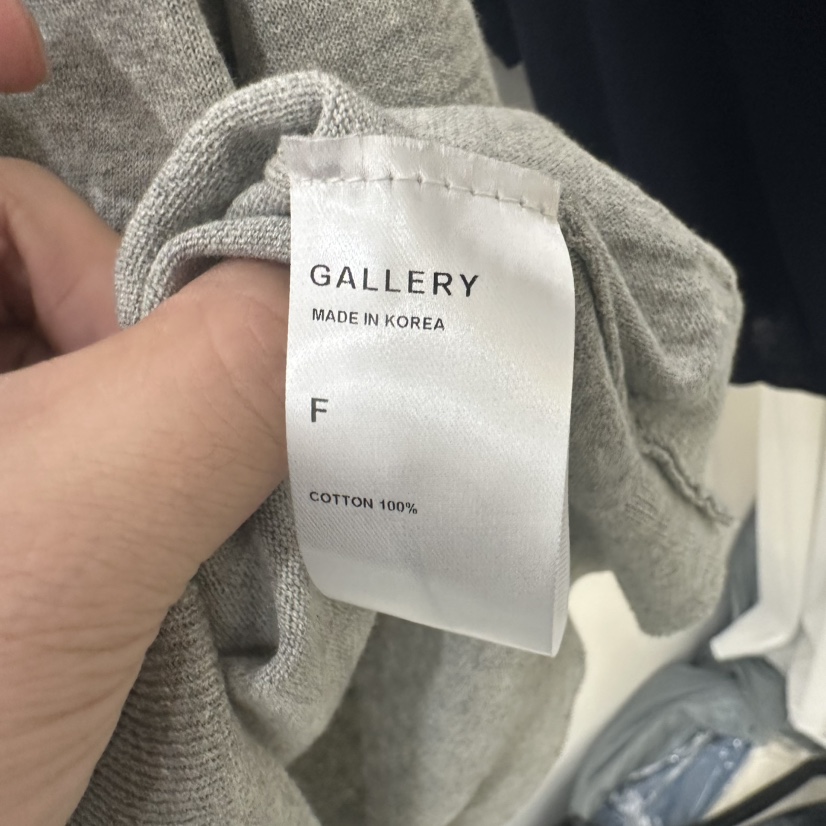 GALLERY
MADE IN KOREA
F
COTTON 100%